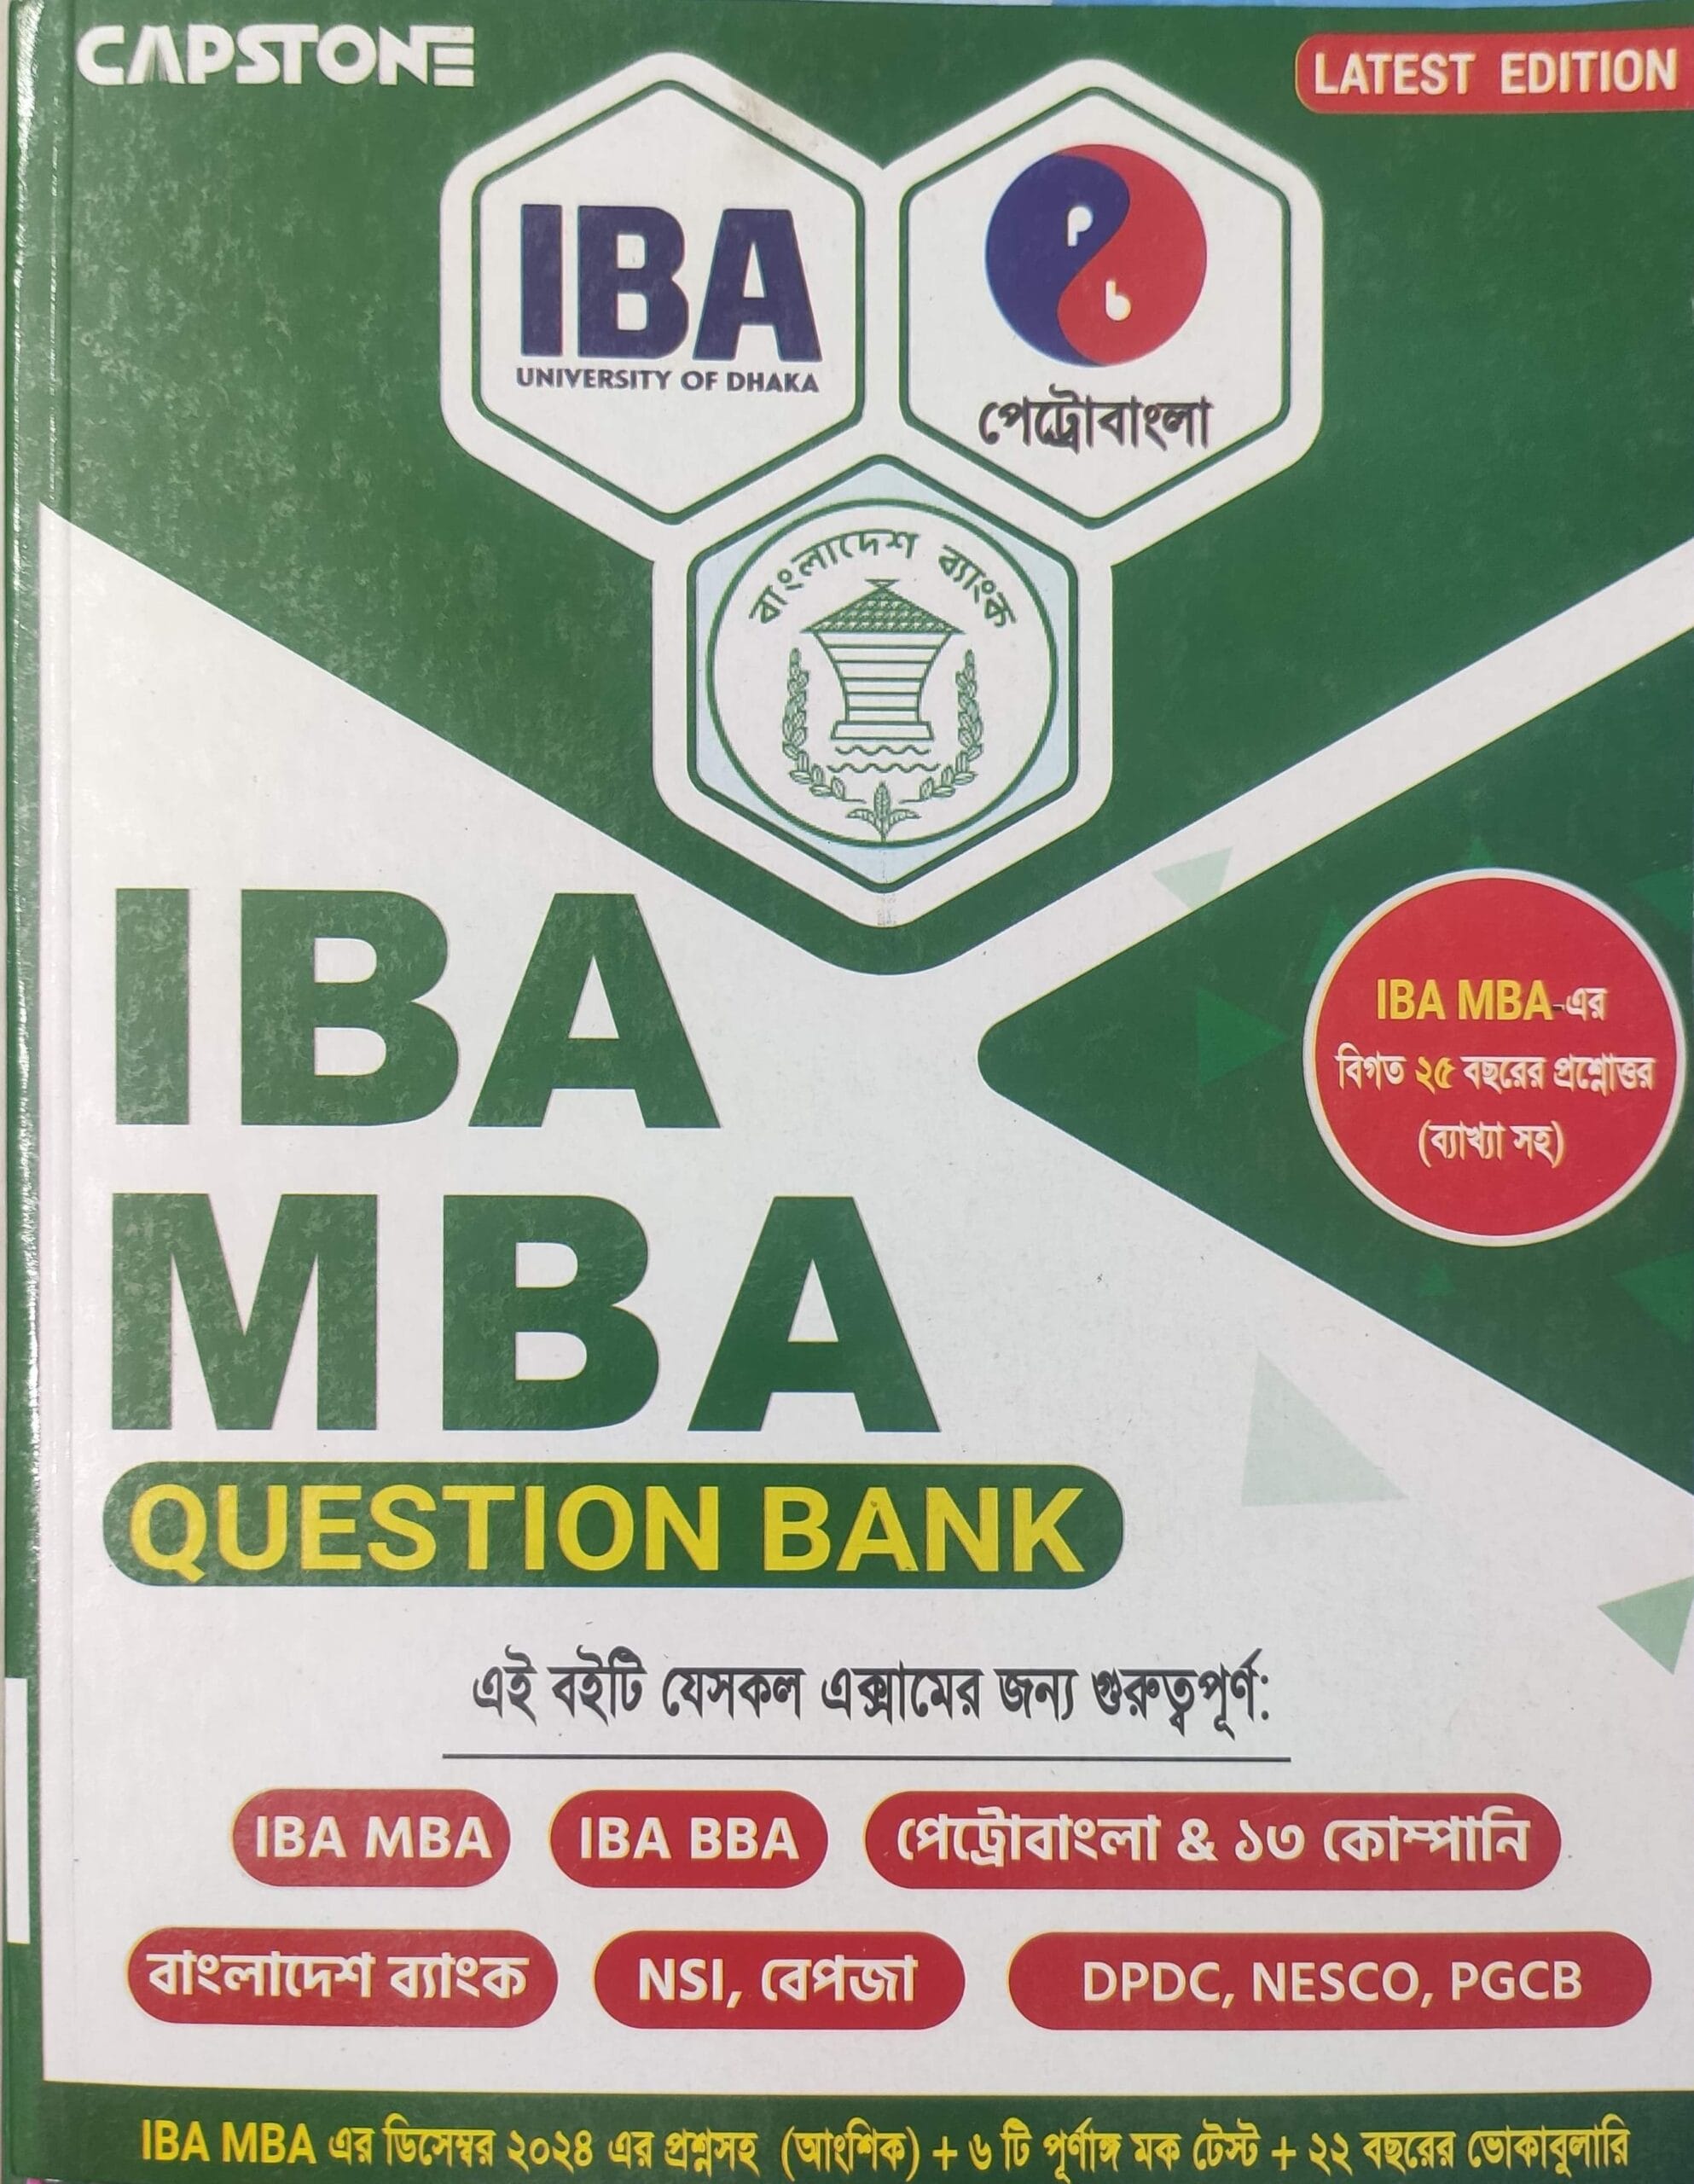 CAPSTONE
LATEST EDITION
IBA
UNIVERSITY OF DHAKA
p
b
পেট্রোবাংলা
বাংলাদেশ ব্যাংক
IBA
MBA
QUESTION BANK
IBA MBA-এর
বিগত ২৫ বছরের প্রশ্নোত্তর
(ব্যাখ্যা সহ)
এই বইটি যেসকল এক্সামের জন্য গুরুত্বপূর্ণ:
IBA MBA
IBA BBA
পেট্রোবাংলা & ১৩ কোম্পানি
বাংলাদেশ ব্যাংক
NSI, বেপজা
DPDC, NESCO, PGCB
IBA MBA এর ডিসেম্বর ২০২৪ এর প্রশ্নসহ (আংশিক) + ৬ টি পূর্ণাঙ্গ মক টেস্ট + ২২ বছরের ভোকাবুলারি